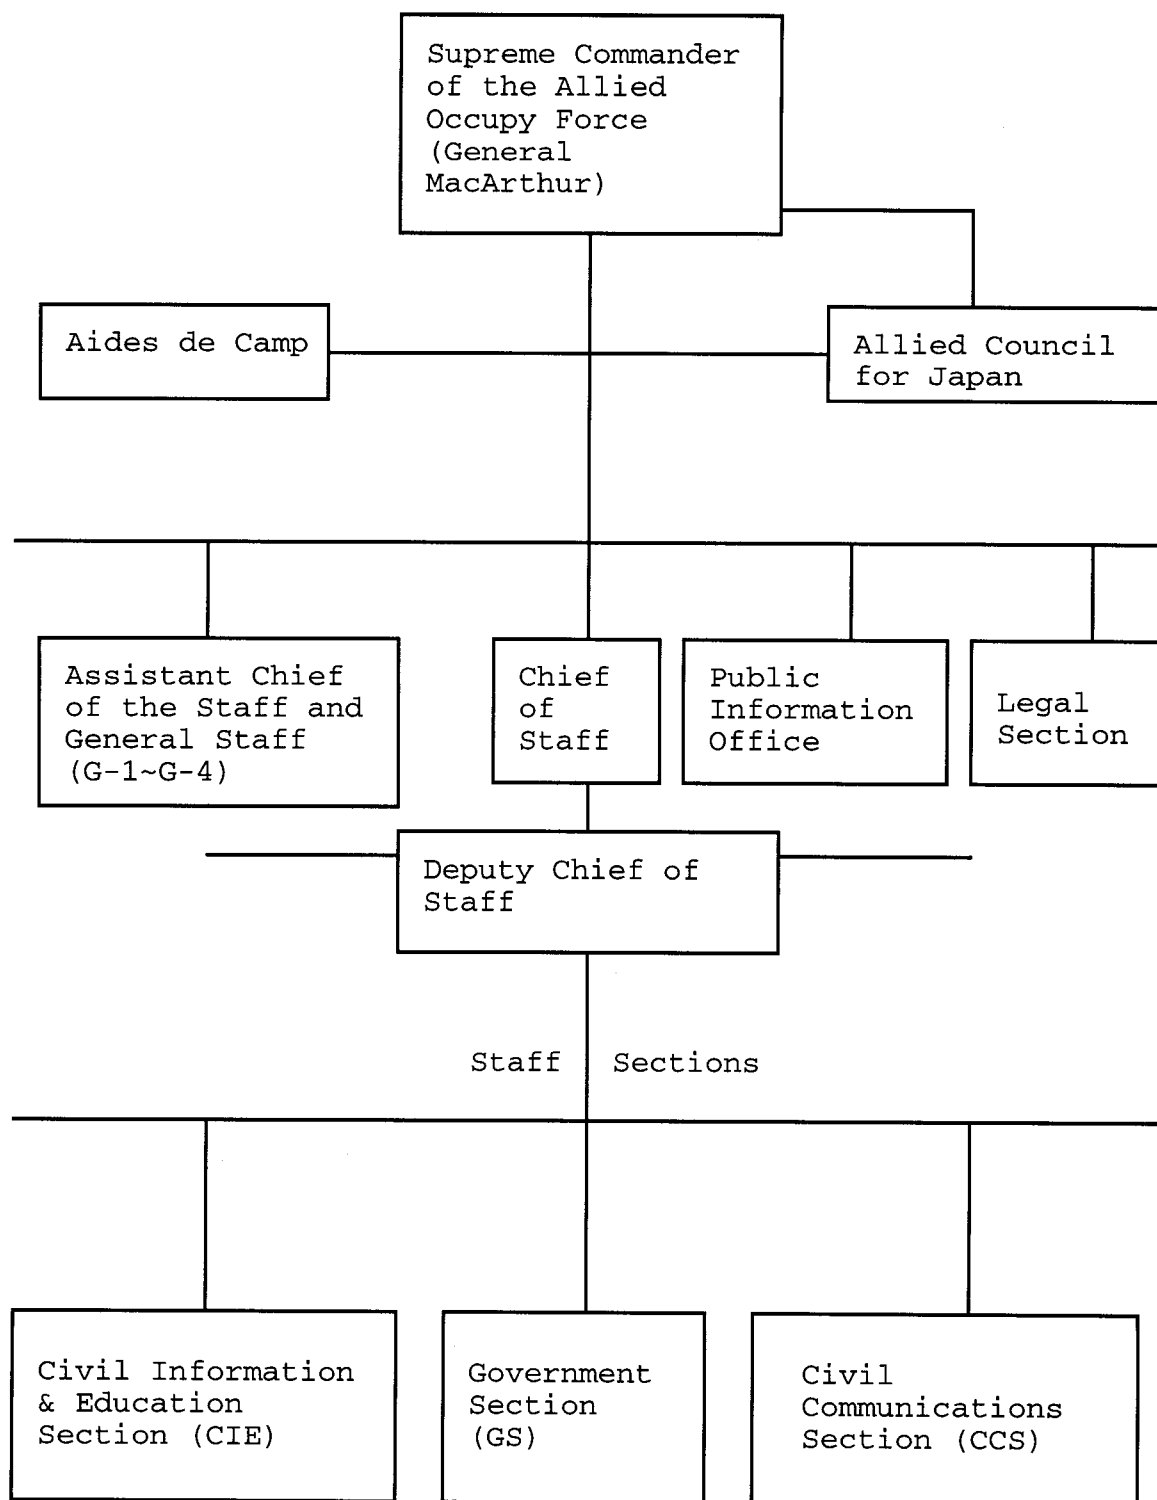 Supreme Commander
of the Allied
Occupy Force
(General
MacArthur)
Aides de Camp
Allied Council
for Japan
Assistant Chief
of the Staff and
General Staff
(G-1~G-4)
Chief
of
Staff
Public
Information
Office
Legal
Section
Deputy Chief of
Staff
Staff Sections
Civil Information
& Education
Section (CIE)
Government
Section
(GS)
Civil
Communications
Section (CCS)